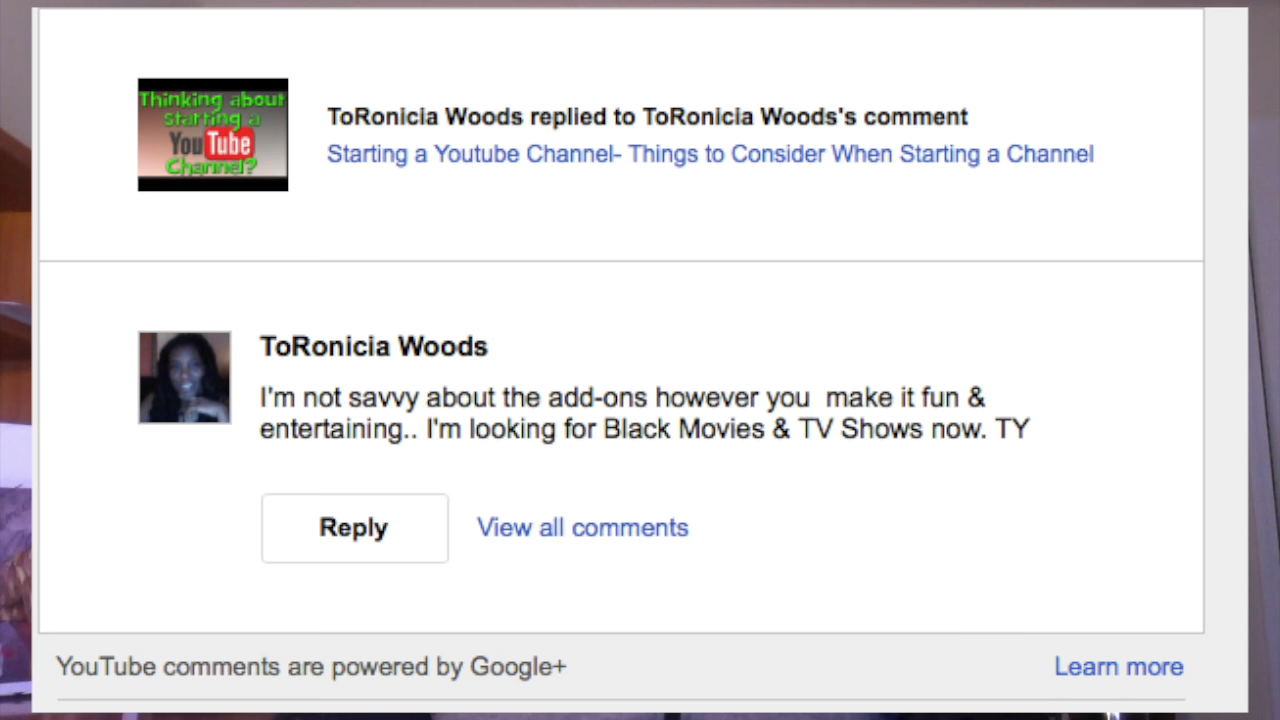 Thinking about
starting a
YouTube
Channel?
ToRonicia Woods replied to ToRonicia Woods's comment
Starting a Youtube Channel- Things to Consider When Starting a Channel
ToRonicia Woods
I'm not savvy about the add-ons however you  make it fun &
entertaining.. I'm looking for Black Movies & TV Shows now. TY
Reply View all comments
YouTube comments are powered by Google+ Learn more